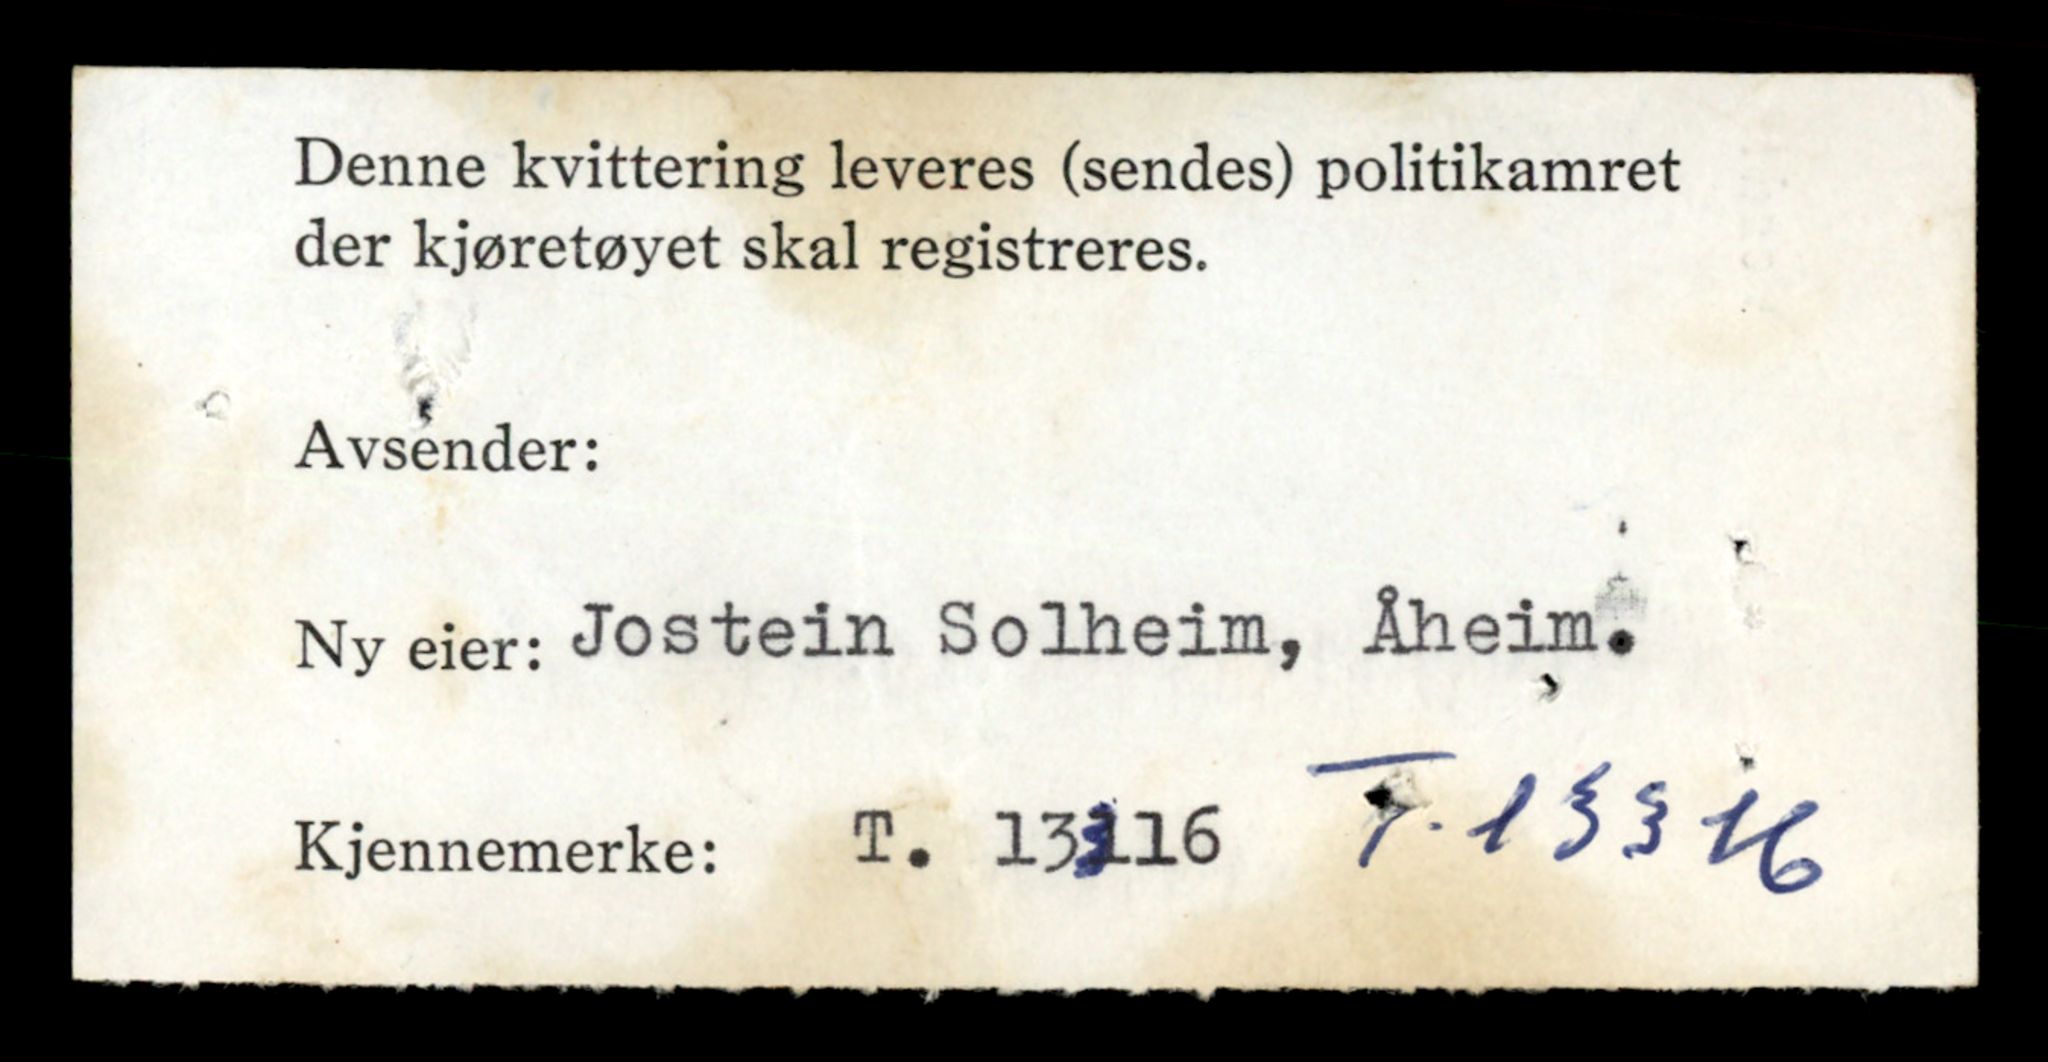 Denne kvittering leveres (sendes) politikamret
der kjøretøyet skal registreres.
Avsender:
Ny eier: Jostein Solheim, Åheim.
Kjennemerke: T. 13316 T. 13316